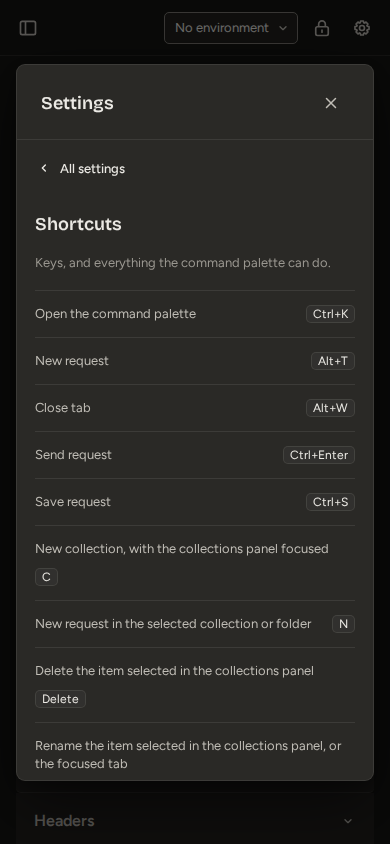 No environment
Settings
All settings
Shortcuts
Keys, and everything the command palette can do.
Open the command palette
Ctrl+K
New request
Alt+T
Close tab
Alt+W
Send request
Ctrl+Enter
Save request
Ctrl+S
New collection, with the collections panel focused
C
New request in the selected collection or folder
N
Delete the item selected in the collections panel
Delete
Rename the item selected in the collections panel, or
the focused tab
Headers